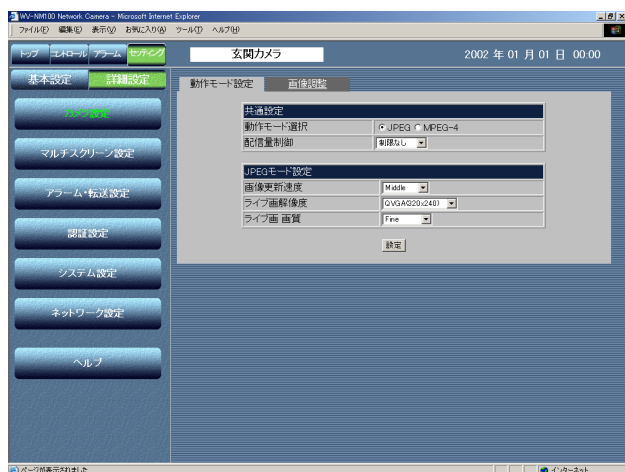 WV-NM100 Network Camera - Microsoft Internet Explorer
ファイル(F) 編集(E) 表示(V) お気に入り(A) ツール(T) ヘルプ(H)
トップ コントロール アラーム セッティング 玄関カメラ 2002 年 01 月 01 日 00:00
基本設定 詳細設定
動作モード設定 画像調整
カメラ設定
共通設定
動作モード選択 JPEG MPEG-4
配信量制御 制限なし
マルチスクリーン設定
JPEGモード設定
画像更新速度 Middle
アラーム・転送設定
ライブ画解像度 QVGA(320x240)
ライブ画 画質 Fine
認証設定
設定
システム設定
ネットワーク設定
ヘルプ
ページが表示されました インターネット